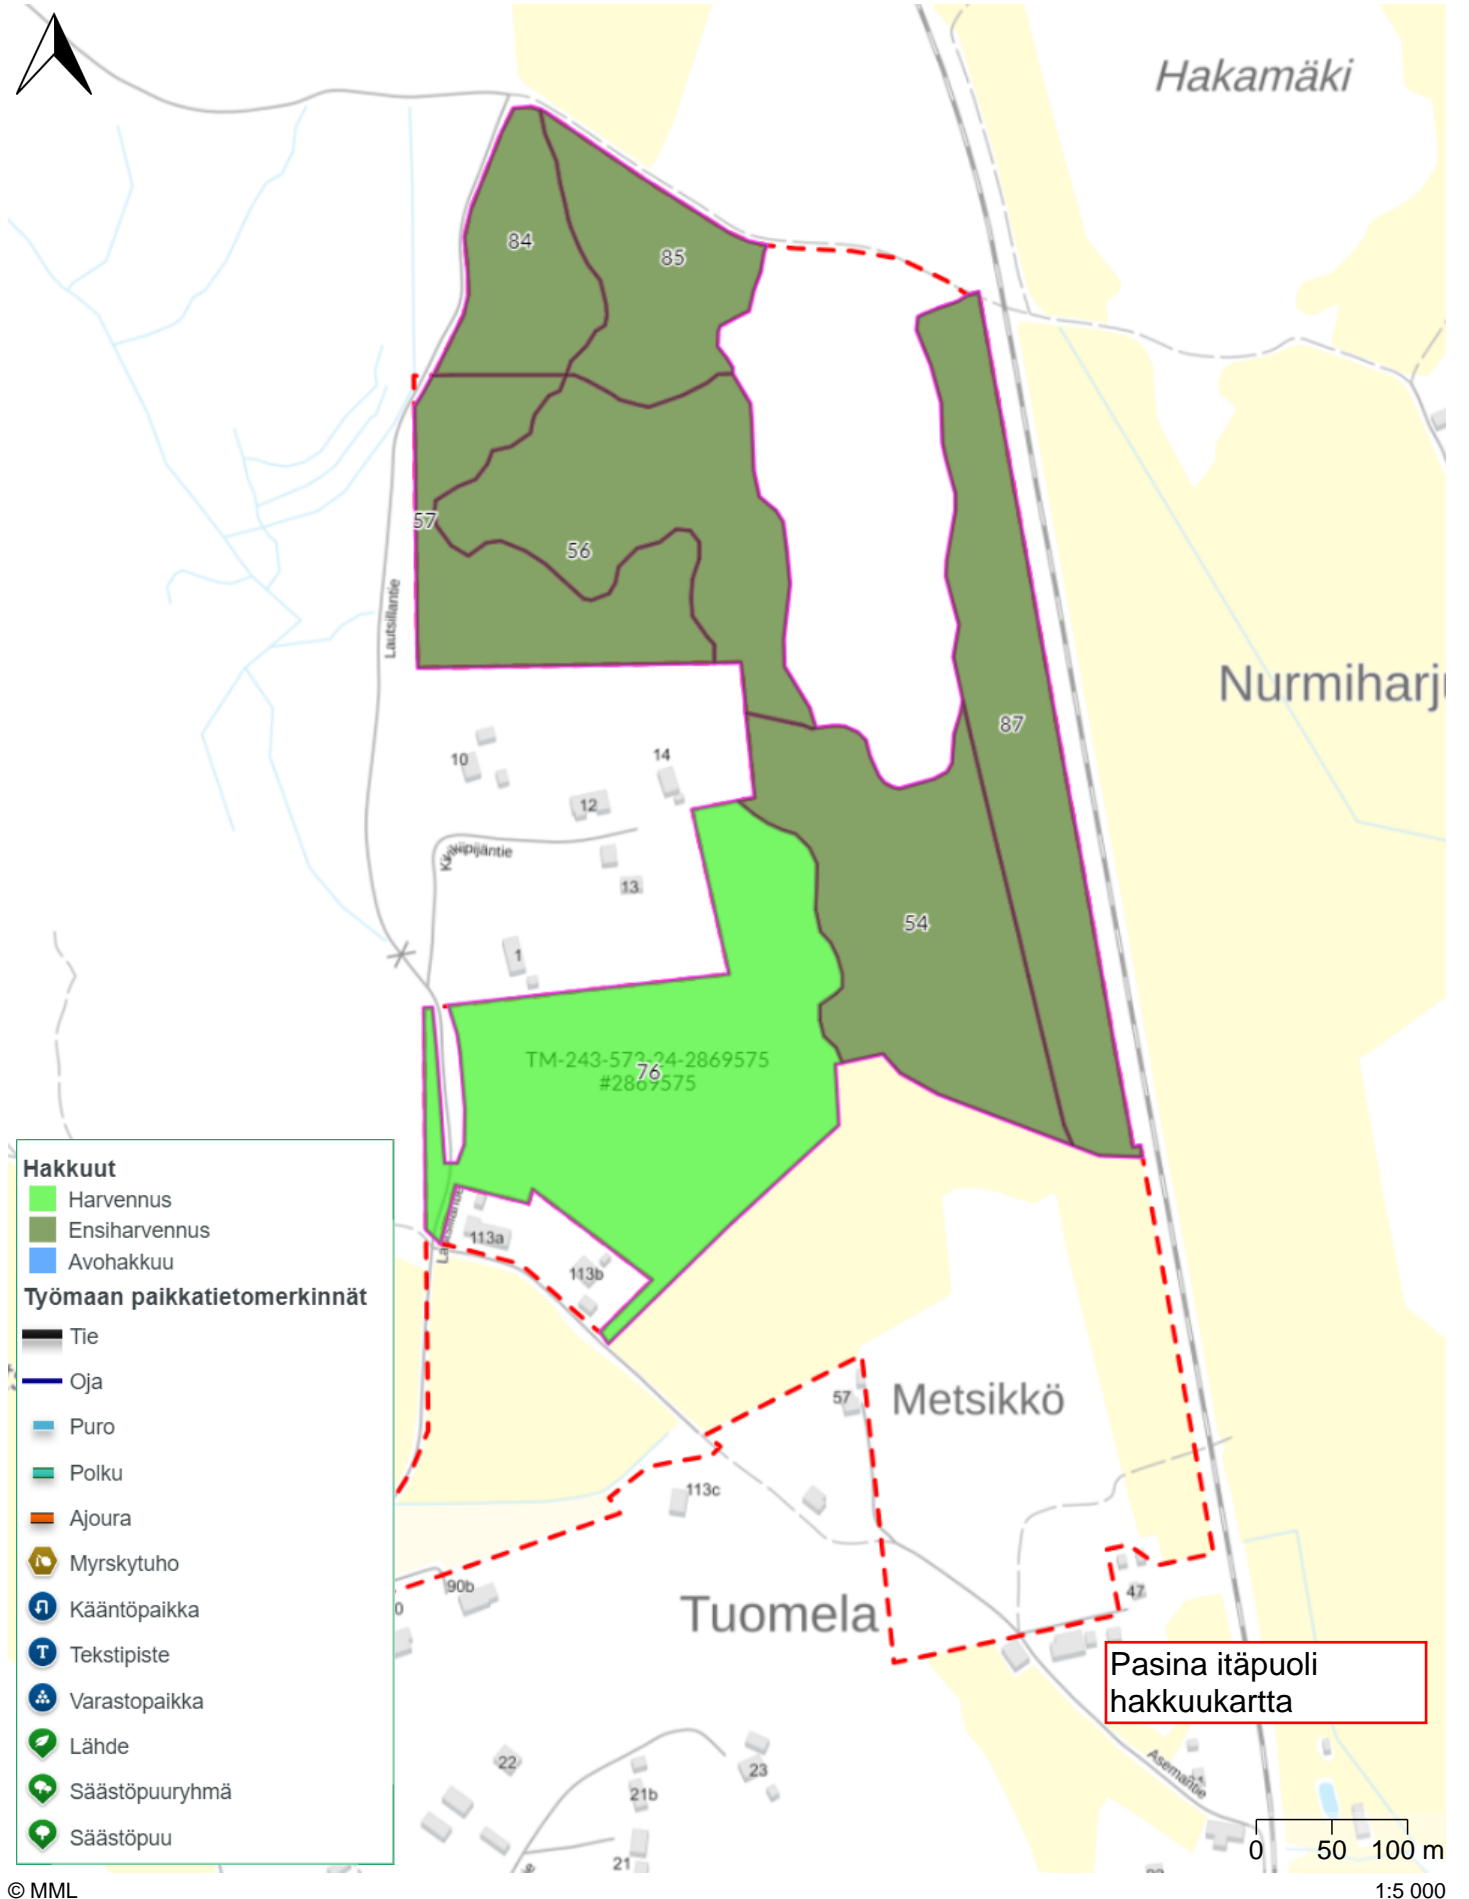 Hakamäki
84
85
57
56
Lautsillantie
Nurmiharju
87
10
14
12
13
54
1
TM-243-573-24-2869575
76
#2869575
Lautsillantie
113a
113b
57
Metsikkö
113c
90b
0
47
Tuomela
Pasina itäpuoli
hakkuukartta
Asemantie
22
23
21b
21
Hakkuut
Harvennus
Ensiharvennus
Avohakkuu
Työmaan paikkatietomerkinnät
Tie
Oja
Puro
Polku
Ajoura
Myrskytuho
Kääntöpaikka
T Tekstipiste
Varastopaikka
Lähde
Säästöpuuryhmä
Säästöpuu
0 50 100 m
© MML
1:5 000